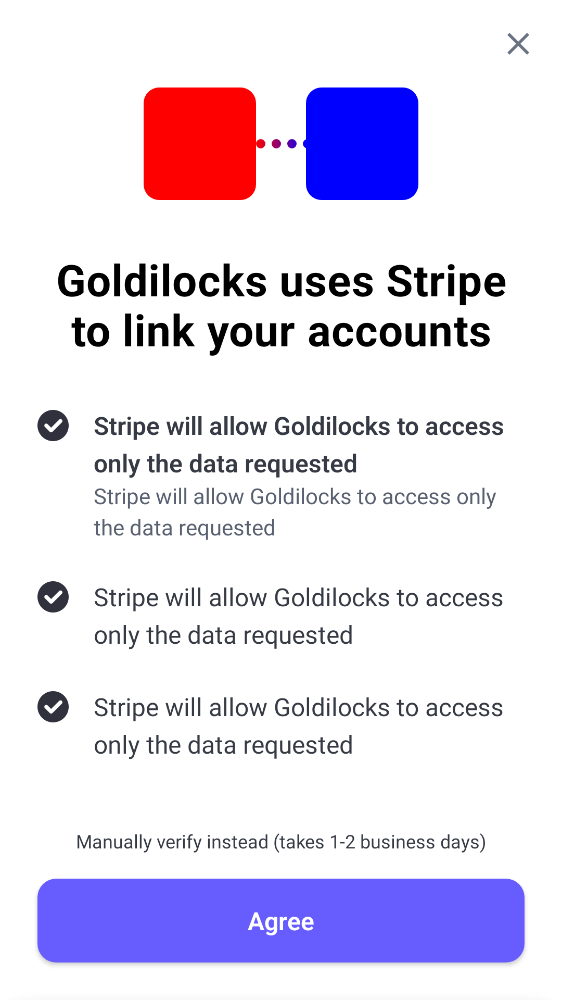 Goldilocks uses Stripe
to link your accounts
Stripe will allow Goldilocks to access
only the data requested
Stripe will allow Goldilocks to access only
the data requested
Stripe will allow Goldilocks to access
only the data requested
Stripe will allow Goldilocks to access
only the data requested
Manually verify instead (takes 1-2 business days)
Agree